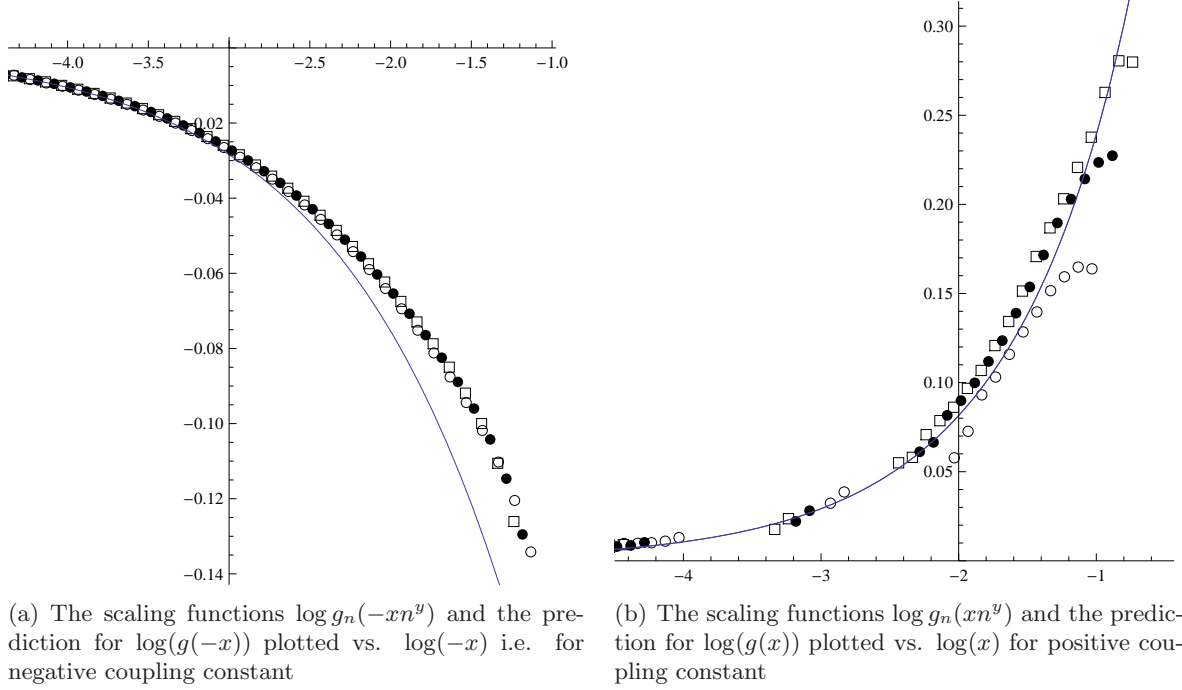 −4.0 −3.5 −2.5 −2.0 −1.5 −1.0
0.02
−0.04
−0.06
−0.08
−0.10
−0.12
−0.14
0.30
0.25
0.20
0.15
0.10
0.05
−4 −3 −2 −1
(a) The scaling functions log gₙ(−xnʸ) and the pre-
diction for log(g(−x)) plotted vs. log(−x) i.e. for
negative coupling constant
(b) The scaling functions log gₙ(xnʸ) and the predic-
tion for log(g(x)) plotted vs. log(x) for positive cou-
pling constant